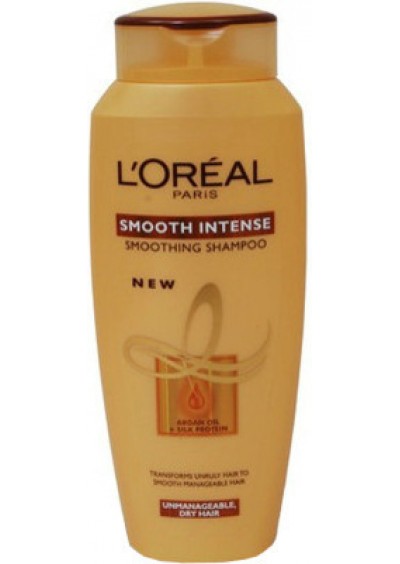 L'ORÉAL
PARIS
SMOOTH INTENSE
SMOOTHING SHAMPOO
NEW
ARGAN OIL
+ SILK PROTEIN
TRANSFORMS UNRULY HAIR TO
SMOOTH MANAGEABLE HAIR
UNMANAGEABLE,
DRY HAIR